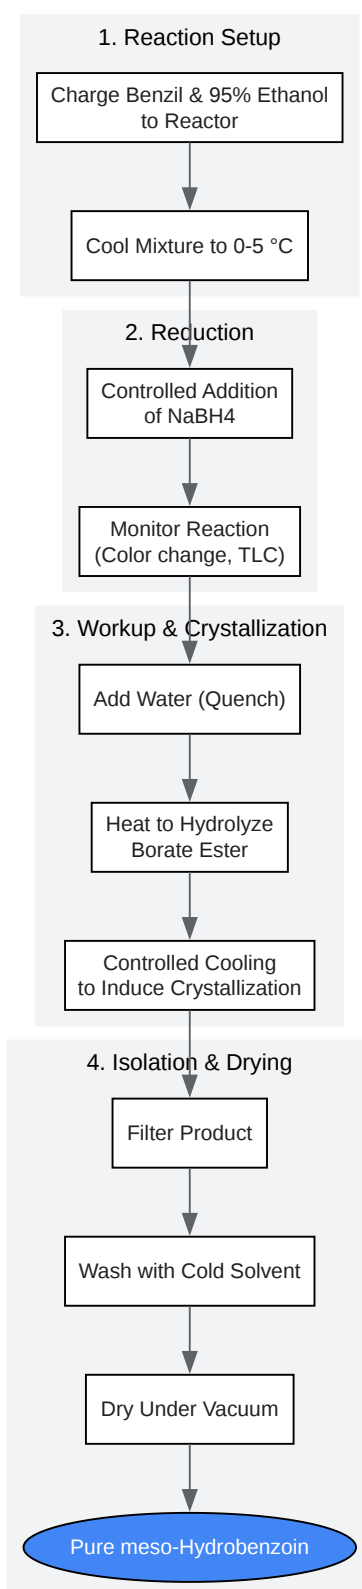 1. Reaction Setup
Charge Benzil & 95% Ethanol
to Reactor
Cool Mixture to 0-5 °C
2. Reduction
Controlled Addition
of NaBH4
Monitor Reaction
(Color change, TLC)
3. Workup & Crystallization
Add Water (Quench)
Heat to Hydrolyze
Borate Ester
Controlled Cooling
to Induce Crystallization
4. Isolation & Drying
Filter Product
Wash with Cold Solvent
Dry Under Vacuum
Pure meso-Hydrobenzoin